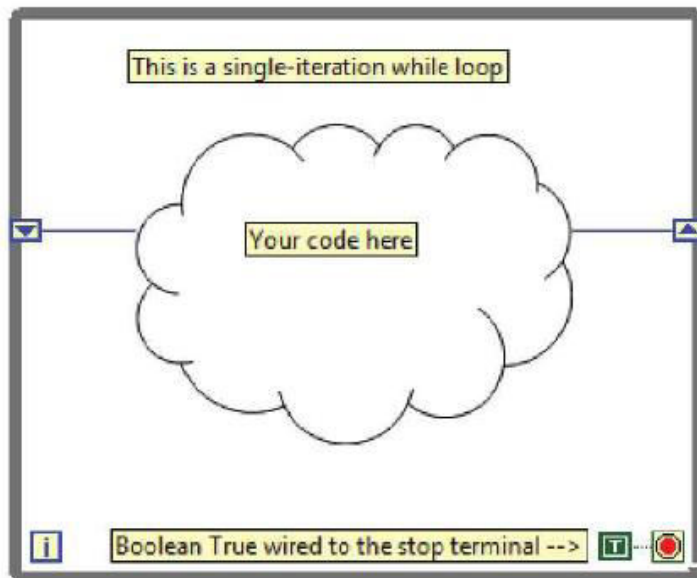 This is a single-iteration while loop
Your code here
i
Boolean True wired to the stop terminal -->
T